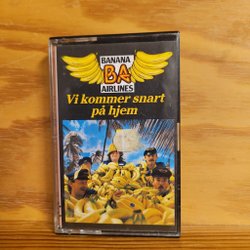 BANANA
BA
AIRLINES
Vi kommer snart
på hjem